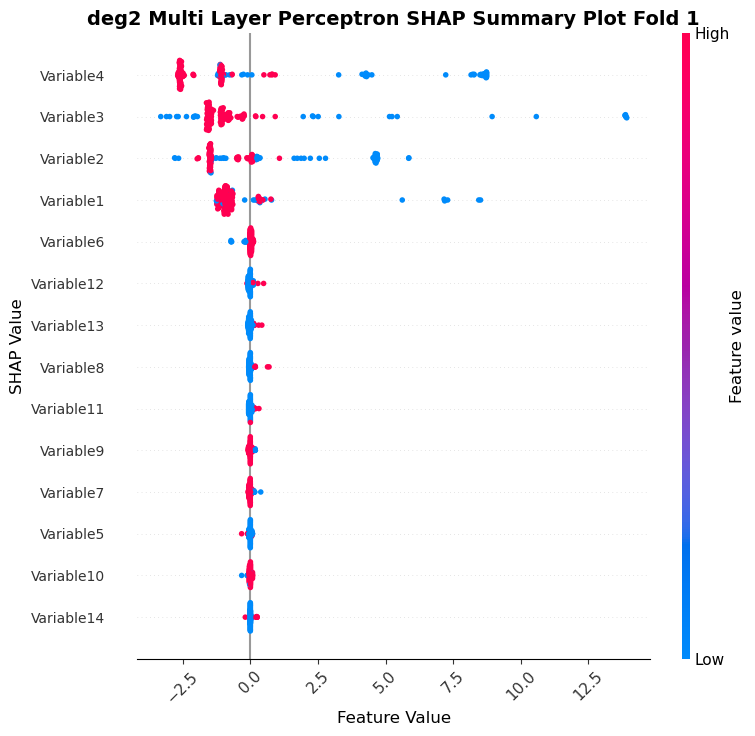 deg2 Multi Layer Perceptron SHAP Summary Plot Fold 1
High
Variable4
Variable3
Variable2
Variable1
Variable6
Variable12
Variable13
Variable8
Variable11
Variable9
Variable7
Variable5
Variable10
Variable14
SHAP Value
Feature value
Low
−2.5 0.0 2.5 5.0 7.5 10.0 12.5
Feature Value